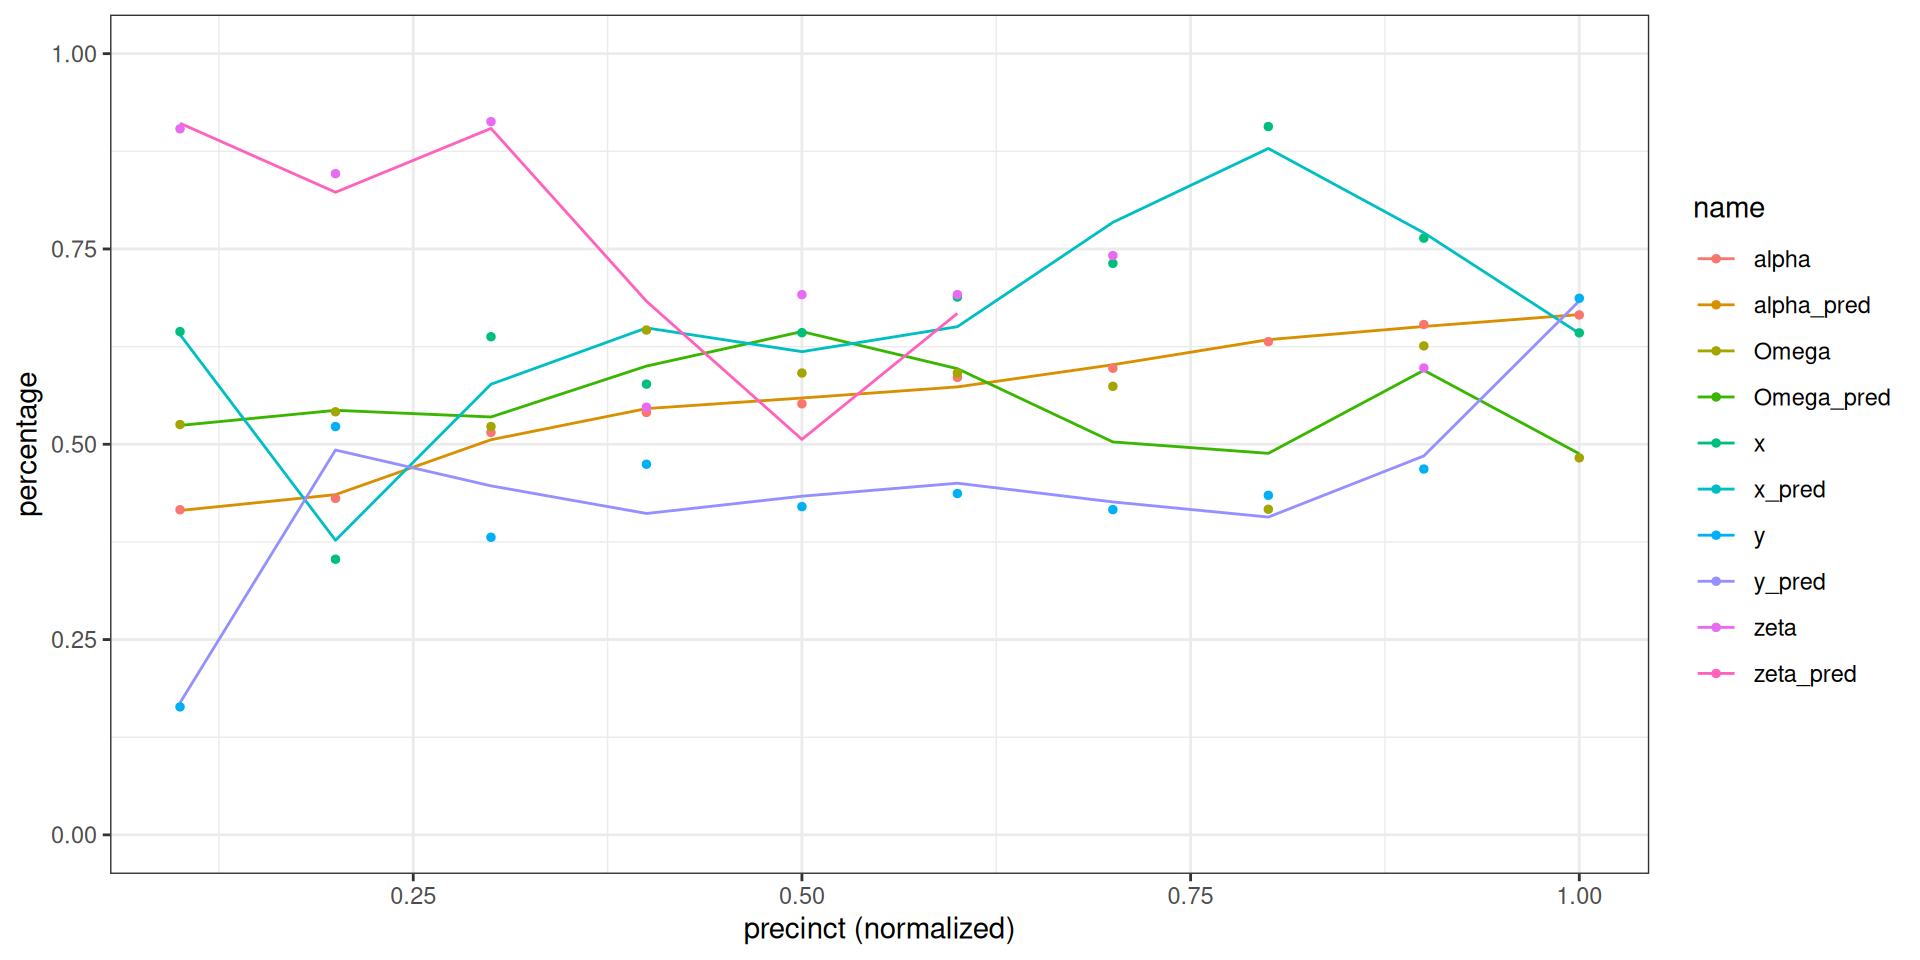 1.00
0.75
0.50
0.25
0.00
percentage
0.25
0.50
0.75
1.00
precinct (normalized)
name
alpha
alpha_pred
Omega
Omega_pred
x
x_pred
y
y_pred
zeta
zeta_pred